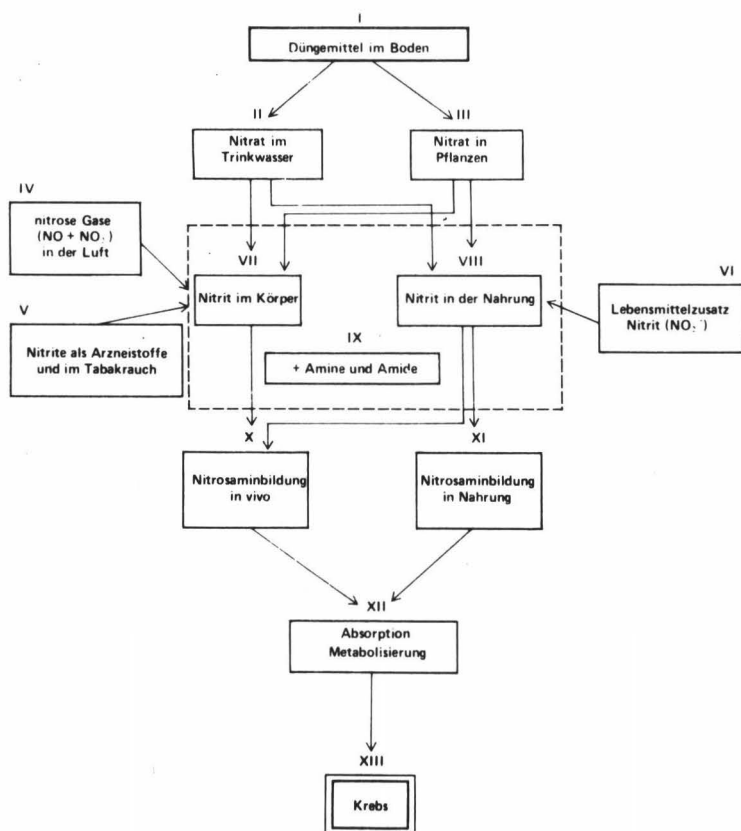 I
Düngemittel im Boden
II
III
Nitrat im
Trinkwasser
Nitrat in
Pflanzen
IV
nitrose Gase
(NO + NO₂)
in der Luft
V
Nitrite als Arzneistoffe
und im Tabakrauch
VI
Lebensmittelzusatz
Nitrit (NO₂⁻)
VII
Nitrit im Körper
VIII
Nitrit in der Nahrung
IX
+ Amine und Amide
X
Nitrosaminbildung
in vivo
XI
Nitrosaminbildung
in Nahrung
XII
Absorption
Metabolisierung
XIII
Krebs